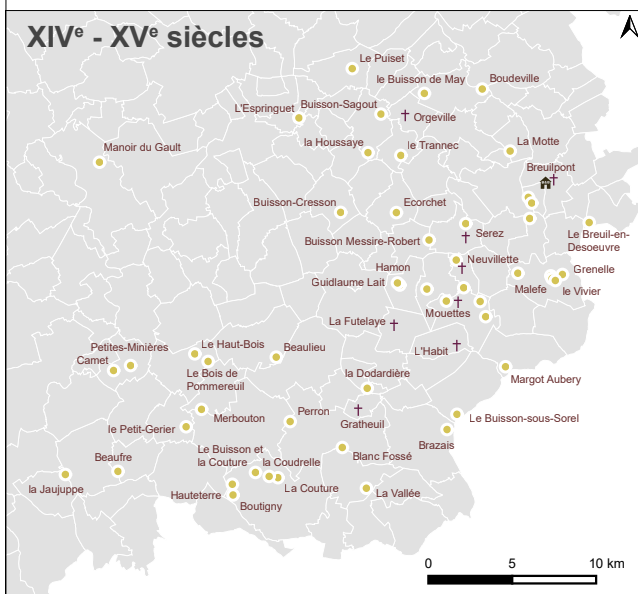 XIVᵉ - XVᵉ siècles
Le Puiset
le Buisson de May
Boudeville
L'Espringuet
Buisson-Sagout
Orgeville
la Houssaye
le Trannec
La Motte
Manoir du Gault
Breuilpont
Buisson-Cresson
Ecorchet
Serez
Le Breuil-en-
Desoeuvre
Buisson Messire-Robert
Neuvillette
Hamon
Grenelle
Guidlaume Lait
Malefe
le Vivier
Mouettes
La Futelaye
L'Habit
Petites-Minières
Le Haut-Bois
Beaulieu
Camet
Le Bois de
Pommereuil
la Dodardière
Margot Aubery
Merbouton
Perron
Gratheuil
Le Buisson-sous-Sorel
le Petit-Gerier
Brazais
Le Buisson et
la Couture
la Coudrelle
Blanc Fossé
Beaufre
la Jaujuppe
Hauteterre
La Couture
La Vallée
Boutigny
0 5 10 km